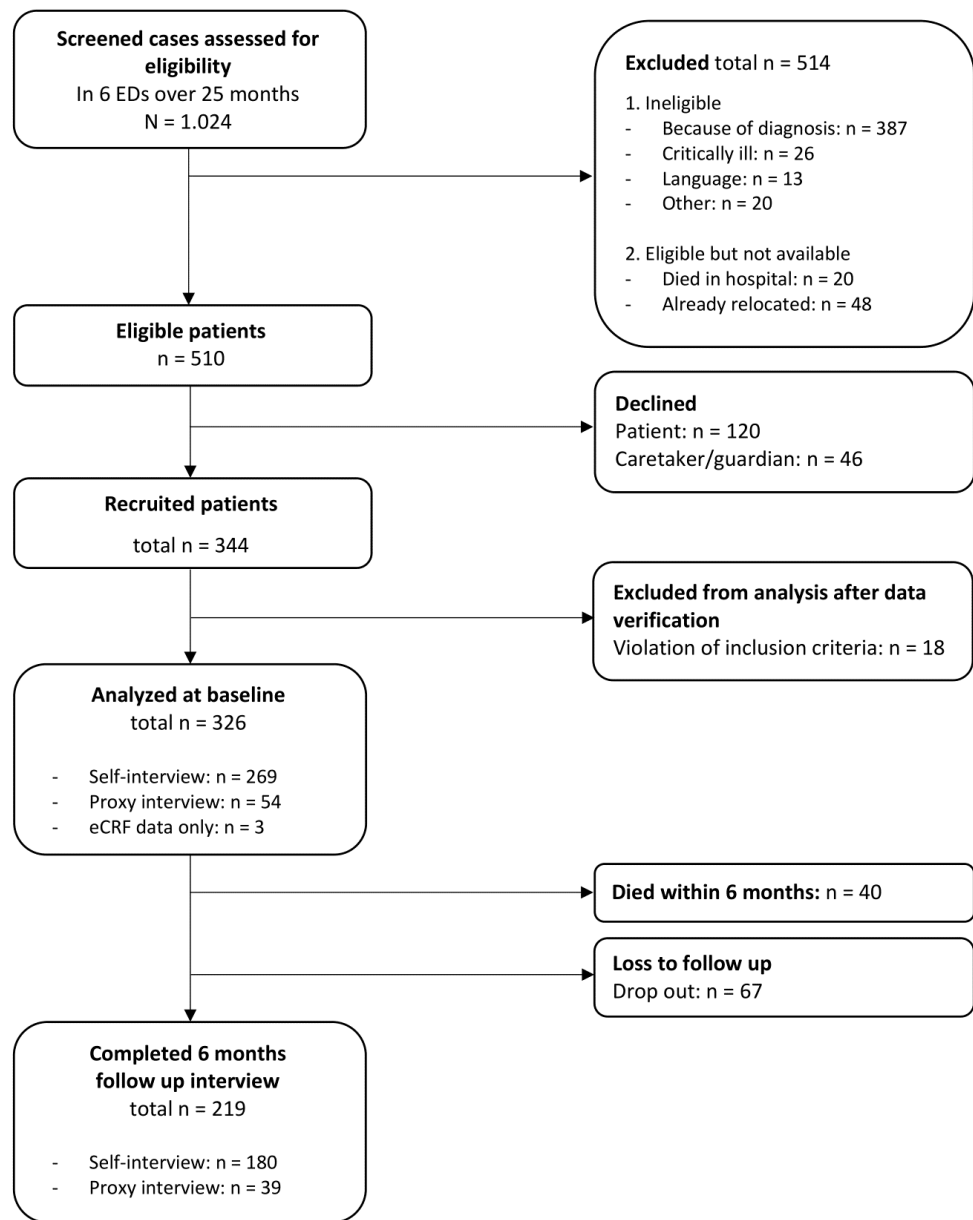 Screened cases assessed for
eligibility
In 6 EDs over 25 months
N = 1.024
Excluded total n = 514
1. Ineligible
- Because of diagnosis: n = 387
- Critically ill: n = 26
- Language: n = 13
- Other: n = 20
2. Eligible but not available
- Died in hospital: n = 20
- Already relocated: n = 48
Eligible patients
n = 510
Declined
Patient: n = 120
Caretaker/guardian: n = 46
Recruited patients
total n = 344
Excluded from analysis after data
verification
Violation of inclusion criteria: n = 18
Analyzed at baseline
total n = 326
- Self-interview: n = 269
- Proxy interview: n = 54
- eCRF data only: n = 3
Died within 6 months: n = 40
Loss to follow up
Drop out: n = 67
Completed 6 months
follow up interview
total n = 219
- Self-interview: n = 180
- Proxy interview: n = 39